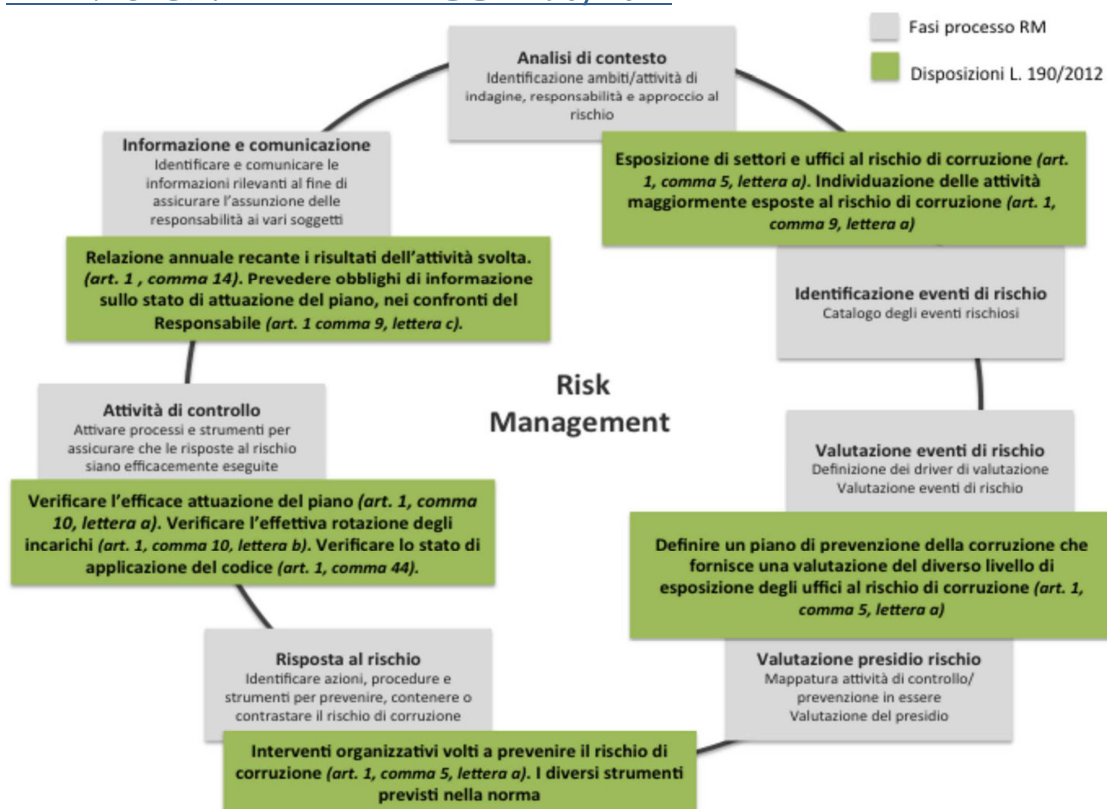 Fasi processo RM
Disposizioni L. 190/2012
Analisi di contesto
Identificazione ambiti/attività di
indagine, responsabilità e approccio al
rischio
Esposizione di settori e uffici al rischio di corruzione (art.
1, comma 5, lettera a). Individuazione delle attività
maggiormente esposte al rischio di corruzione (art. 1,
comma 9, lettera a)
Identificazione eventi di rischio
Catalogo degli eventi rischiosi
Valutazione eventi di rischio
Definizione dei driver di valutazione
Valutazione eventi di rischio
Definire un piano di prevenzione della corruzione che
fornisce una valutazione del diverso livello di
esposizione degli uffici al rischio di corruzione (art. 1,
comma 5, lettera a)
Valutazione presidio rischio
Mappatura attività di controllo/
prevenzione in essere
Valutazione del presidio
Interventi organizzativi volti a prevenire il rischio di
corruzione (art. 1, comma 5, lettera a). I diversi strumenti
previsti nella norma
Risposta al rischio
Identificare azioni, procedure e
strumenti per prevenire, contenere o
contrastare il rischio di corruzione
Verificare l'efficace attuazione del piano (art. 1, comma
10, lettera a). Verificare l'effettiva rotazione degli
incarichi (art. 1, comma 10, lettera b). Verificare lo stato di
applicazione del codice (art. 1, comma 44).
Attività di controllo
Attivare processi e strumenti per
assicurare che le risposte al rischio
siano efficacemente eseguite
Relazione annuale recante i risultati dell'attività svolta.
(art. 1 , comma 14). Prevedere obblighi di informazione
sullo stato di attuazione del piano, nei confronti del
Responsabile (art. 1 comma 9, lettera c).
Informazione e comunicazione
Identificare e comunicare le
informazioni rilevanti al fine di
assicurare l'assunzione delle
responsabilità ai vari soggetti
Risk
Management